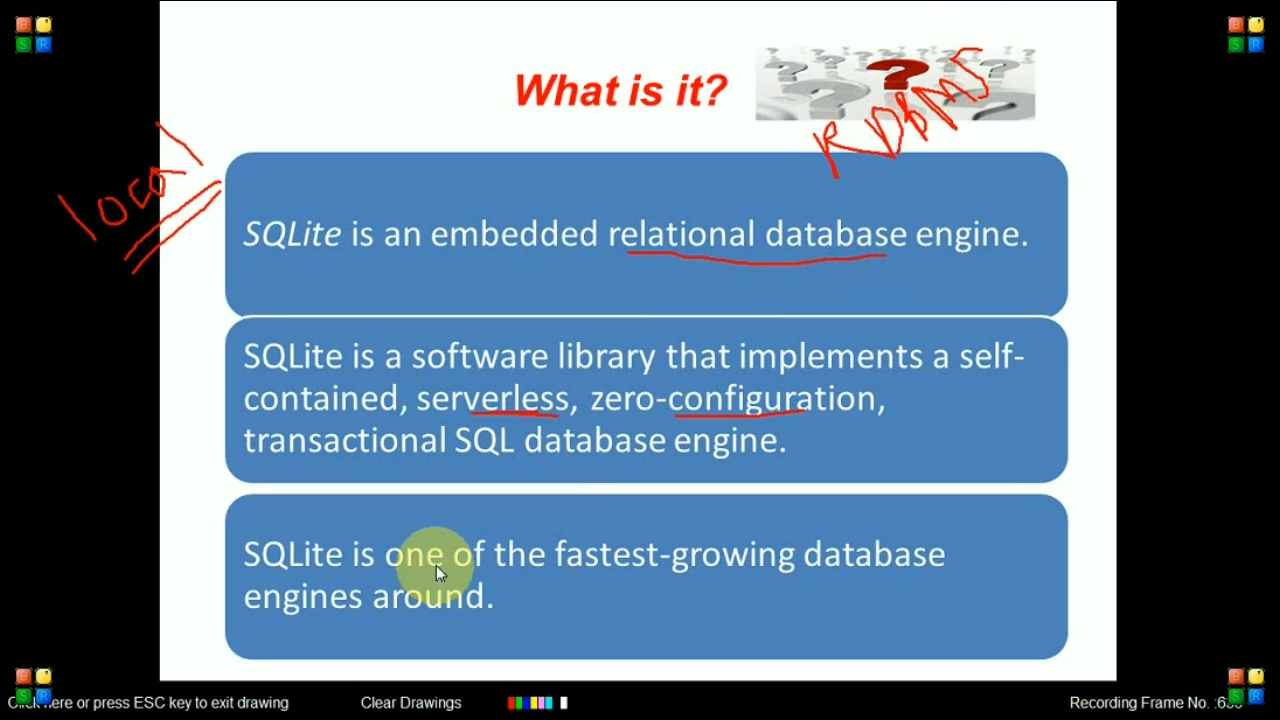 What is it?
RDBMS
local
SQLite is an embedded relational database engine.
SQLite is a software library that implements a self-
contained, serverless, zero-configuration,
transactional SQL database engine.
SQLite is one of the fastest-growing database
engines around.
B
S R
B
S R
B
S R
B
S R
here or press ESC key to exit drawing
Clear Drawings
Recording Frame No. :